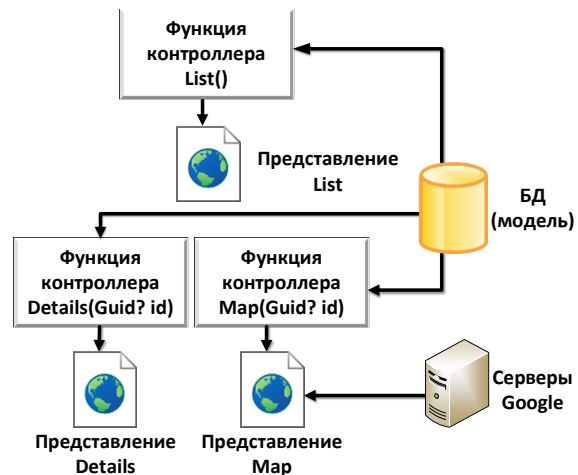 Функция
контроллера
List()
Представление
List
БД
(модель)
Функция
контроллера
Details(Guid? id)
Функция
контроллера
Map(Guid? id)
Серверы
Google
Представление
Details
Представление
Map